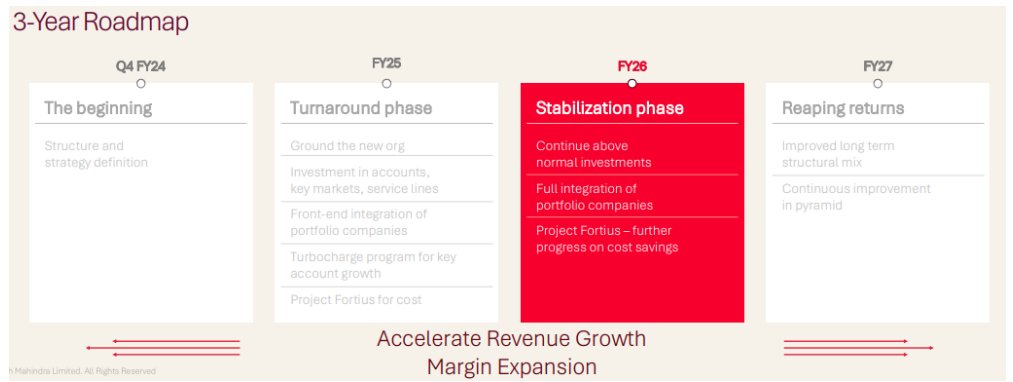 3-Year Roadmap
Q4 FY24
The beginning
Structure and
strategy definition
FY25
Turnaround phase
Ground the new org
Investment in accounts,
key markets, service lines
Front-end integration of
portfolio companies
Turbocharge program for key
account growth
Project Fortius for cost
FY26
Stabilization phase
Continue above
normal investments
Full integration of
portfolio companies
Project Fortius – further
progress on cost savings
FY27
Reaping returns
Improved long term
structural mix
Continuous improvement
in pyramid
Accelerate Revenue Growth
Margin Expansion
h Mahindra Limited. All Rights Reserved